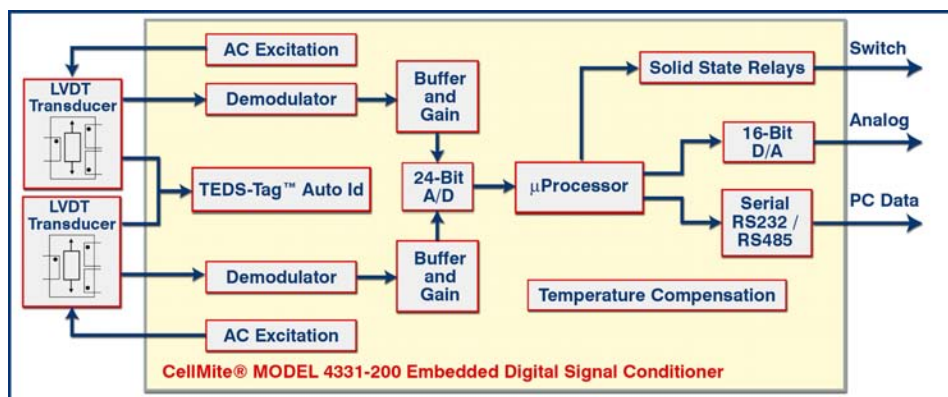 AC Excitation
Solid State Relays
Switch
LVDT
Transducer
Demodulator
Buffer
and
Gain
Analog
16-Bit
D/A
TEDS-Tag™ Auto Id
24-Bit
A/D
µProcessor
LVDT
Transducer
PC Data
Serial
RS232 /
RS485
Demodulator
Buffer
and
Gain
Temperature Compensation
AC Excitation
CellMite® MODEL 4331-200 Embedded Digital Signal Conditioner